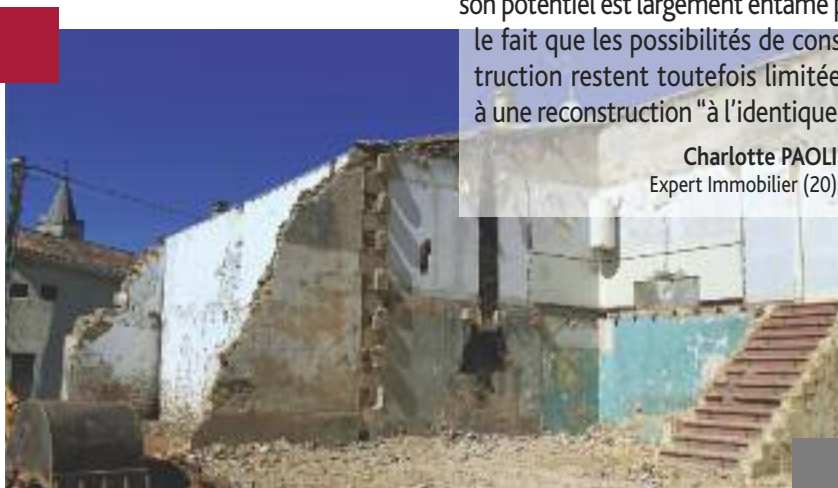 son potentiel est largement entamé p
le fait que les possibilités de cons
truction restent toutefois limitée
à une reconstruction "à l'identique
Charlotte PAOLI
Expert Immobilier (20)